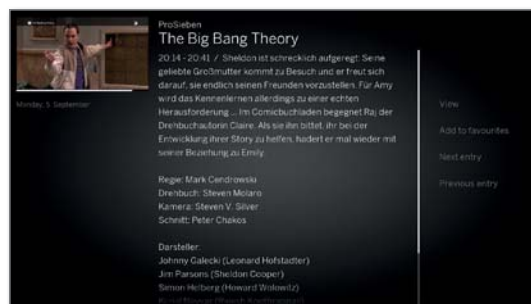 ProSieben
The Big Bang Theory
20:14 - 20:41 / Sheldon ist schrecklich aufgeregt: Seine
geliebte Großmutter kommt zu Besuch und er freut sich
darauf, sie endlich seinen Freunden vorzustellen. Für Amy
wird das Kennenlernen allerdings zu einer echten
Herausforderung ... Im Comicbuchladen begegnet Raj der
Drehbuchautorin Claire. Als sie ihn bittet, ihr bei der
Entwicklung ihrer Story zu helfen, hadert er mal wieder mit
seiner Beziehung zu Emily.
Regie: Mark Cendrowski
Drehbuch: Steven Molaro
Kamera: Steven V. Silver
Schnitt: Peter Chakos
Darsteller:
Johnny Galecki (Leonard Hofstadter)
Jim Parsons (Sheldon Cooper)
Simon Helberg (Howard Wolowitz)
Monday, 5. September
View
Add to favourites
Next entry
Previous entry